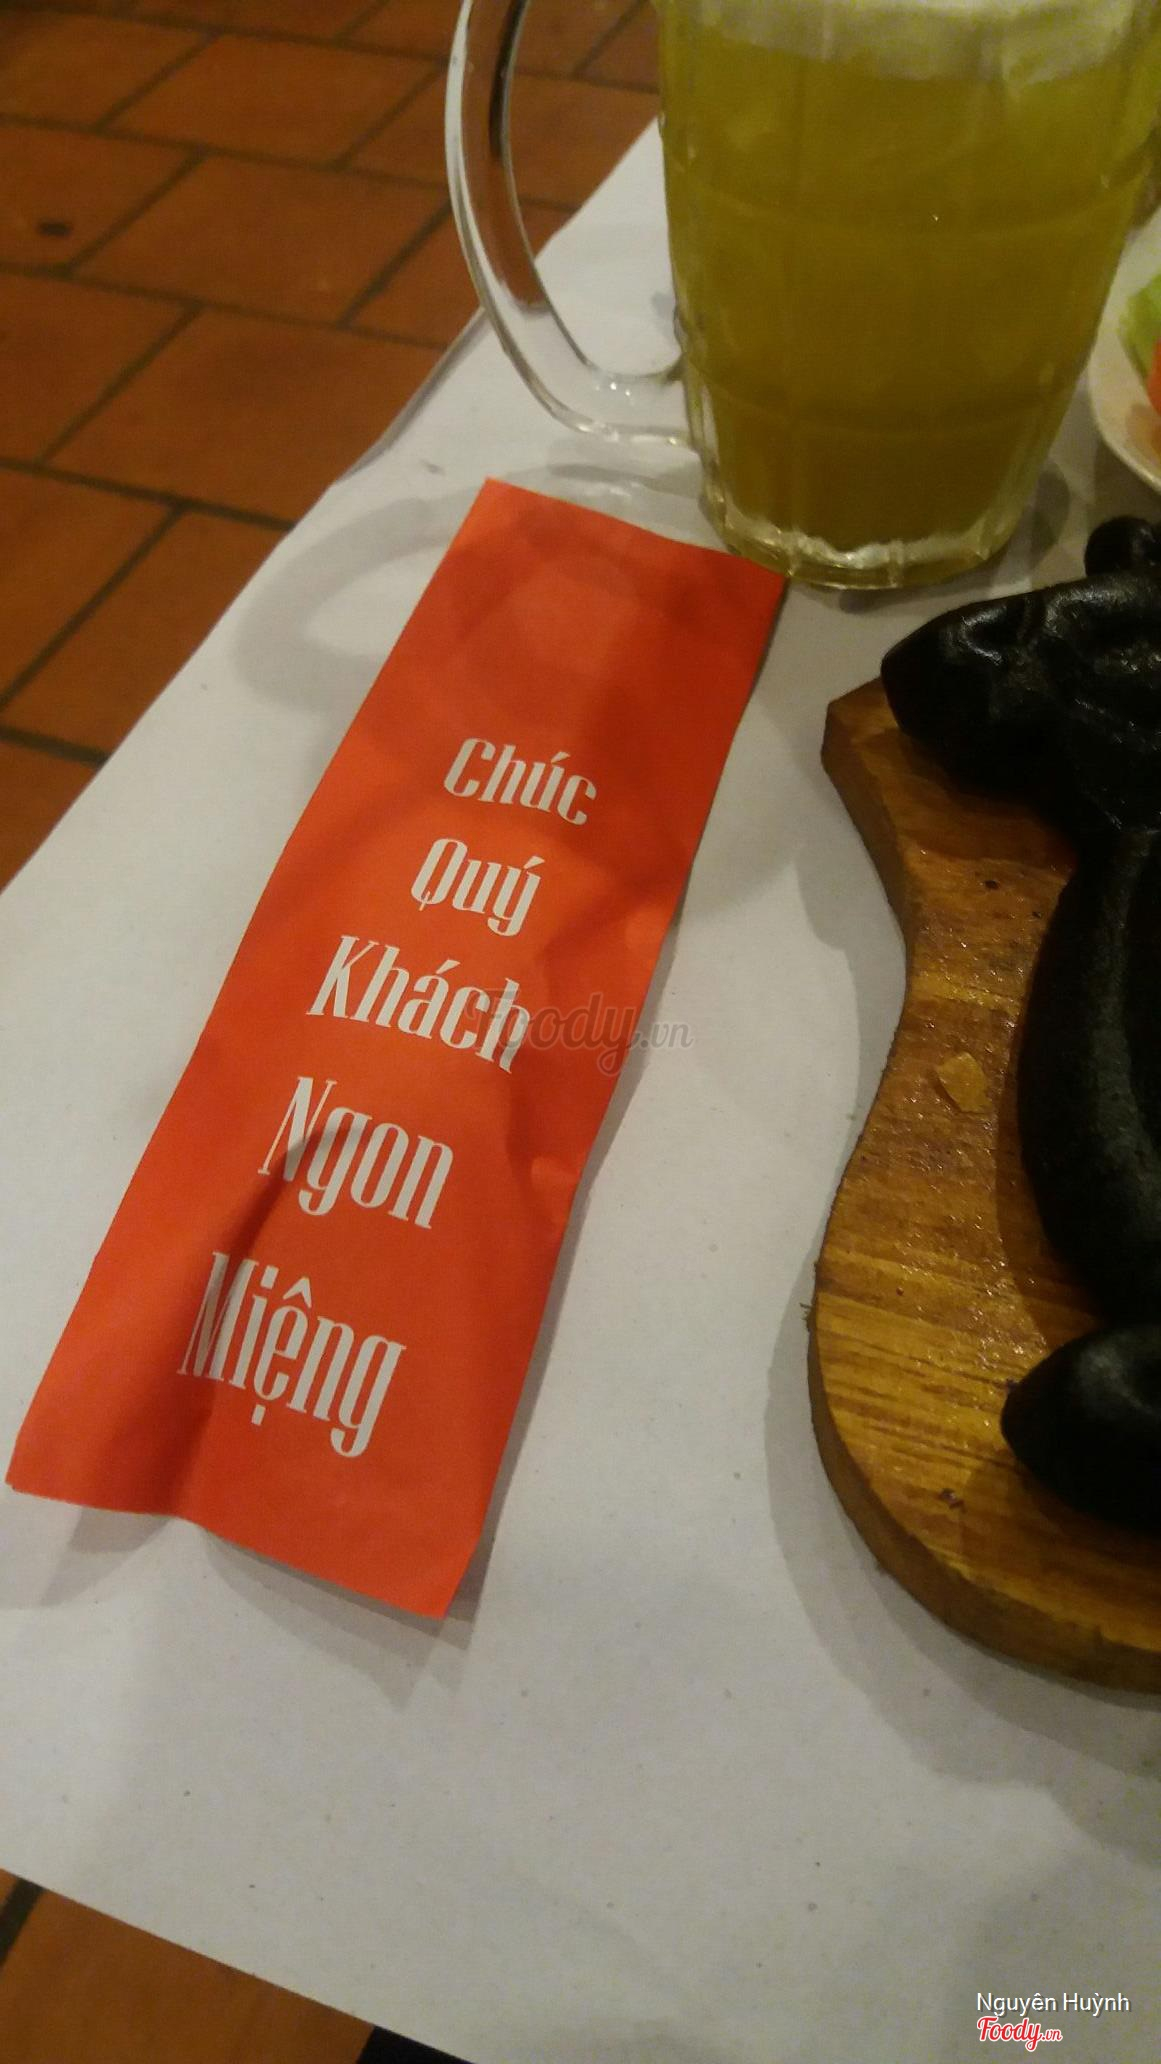 Chúc
Quý
Khách
Ngon
Miệng
Foody.vn
Nguyên Huỳnh
Foody.vn